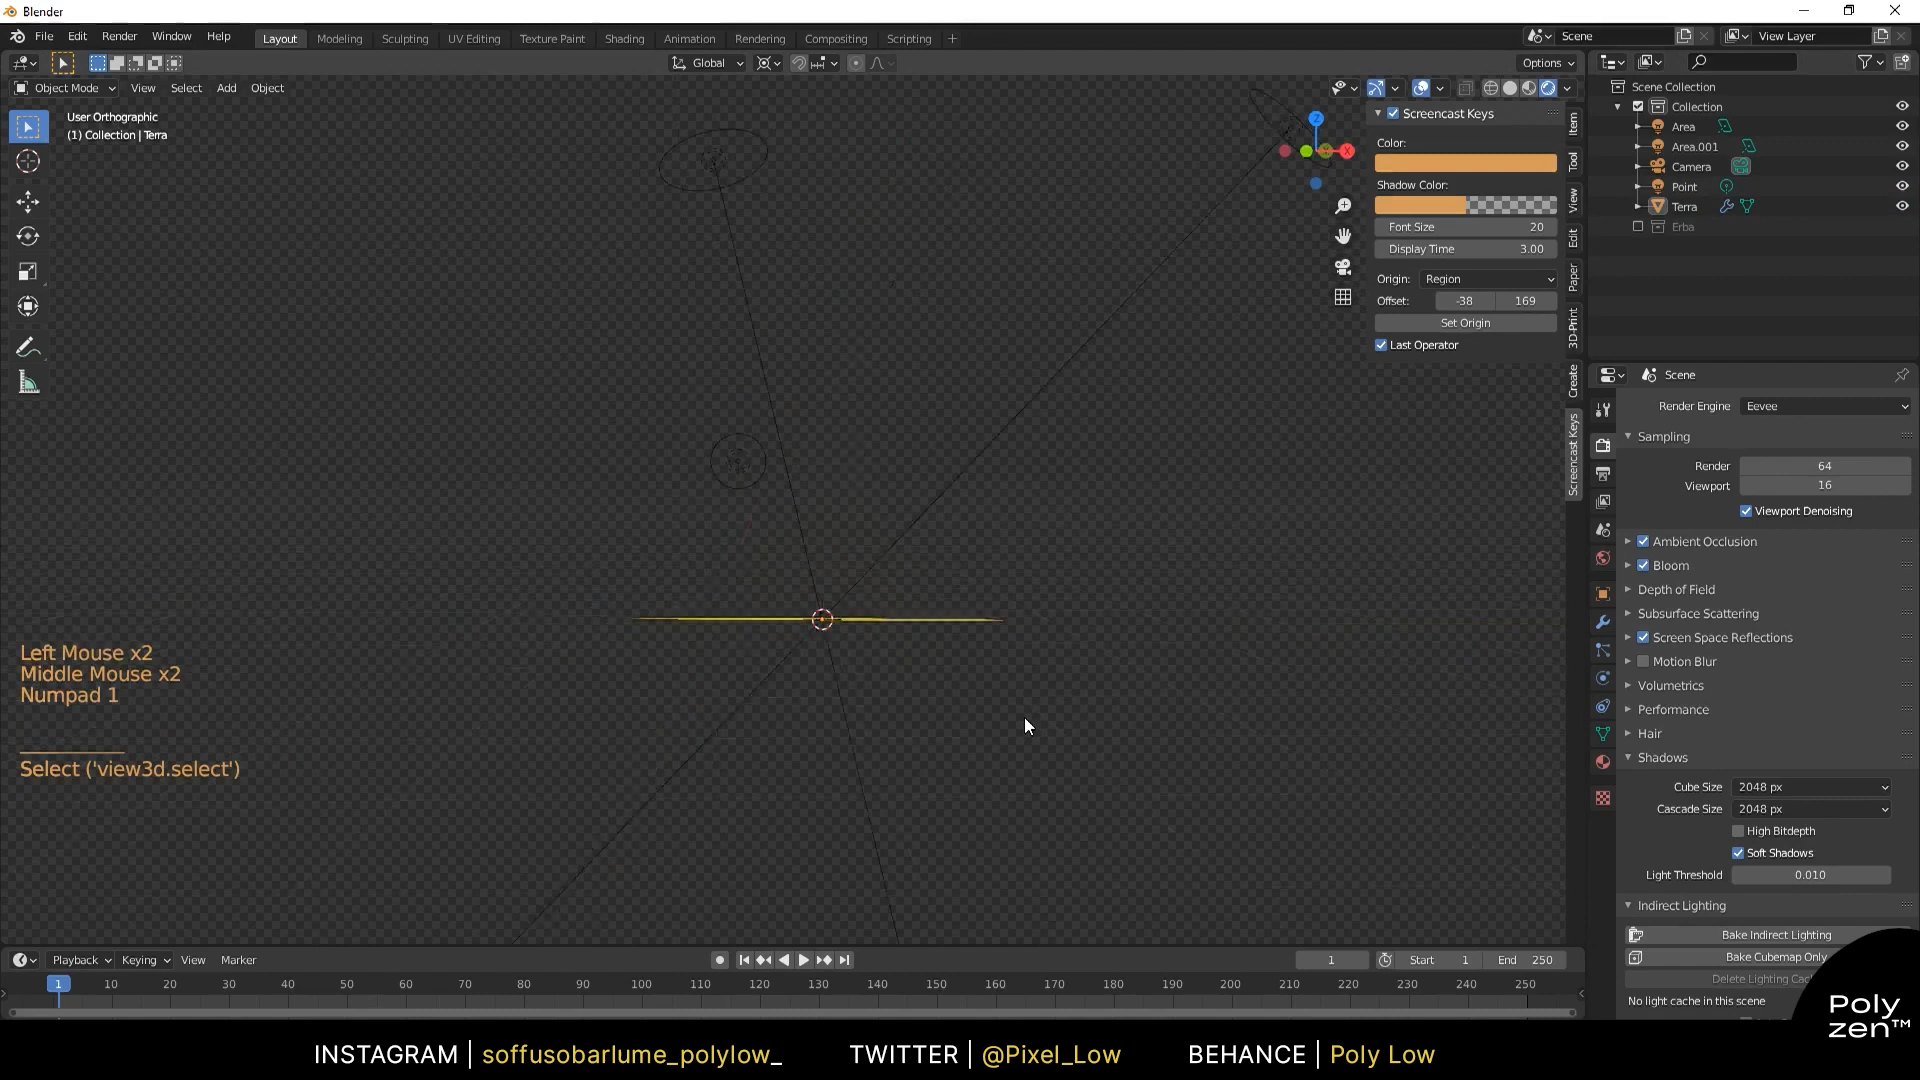 Blender
File Edit Render Window Help
Layout Modeling Sculpting UV Editing Texture Paint Shading Animation Rendering Compositing Scripting +
Scene
View Layer
Global
Options
Object Mode View Select Add Object
User Orthographic
(1) Collection | Terra
Z
X
Screencast Keys
Color:
Shadow Color:
Font Size 20
Display Time 3.00
Origin: Region
Offset: -38 169
Set Origin
Last Operator
Item
Tool
View
Edit
Paper
3D-Print
Create
Screencast Keys
Scene Collection
Collection
Area
Area.001
Camera
Point
Terra
Erba
Scene
Render Engine Eevee
Sampling
Render 64
Viewport 16
Viewport Denoising
Ambient Occlusion
Bloom
Depth of Field
Subsurface Scattering
Screen Space Reflections
Motion Blur
Volumetrics
Performance
Hair
Shadows
Cube Size 2048 px
Cascade Size 2048 px
High Bitdepth
Soft Shadows
Light Threshold 0.010
Indirect Lighting
Bake Indirect Lighting
Bake Cubemap Only
Delete Lighting
No light cache in this scene
Left Mouse x2
Middle Mouse x2
Numpad 1
Select ('view3d.select')
Playback Keying View Marker
1 Start 1 End 250
1 10 20 30 40 50 60 70 80 90 100 110 120 130 140 150 160 170 180 190 200 210 220 230 240 250
Poly
zen™
INSTAGRAM | soffusobarlume_polylow_ TWITTER | @Pixel_Low BEHANCE | Poly Low